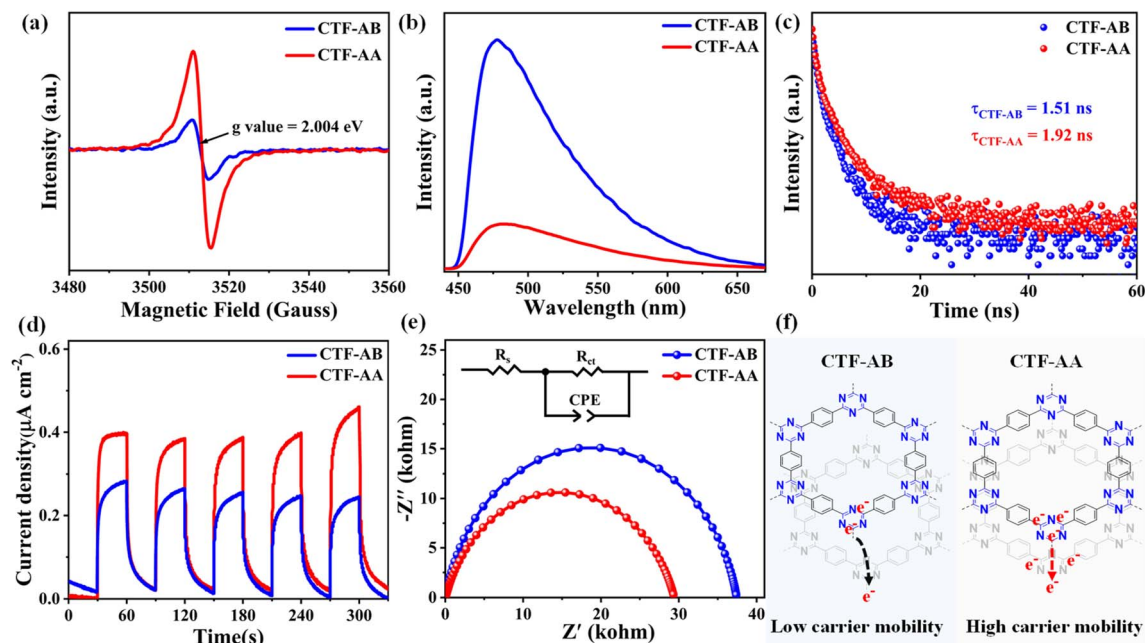 (a)
CTF-AB
CTF-AA
g value = 2.004 eV
Intensity (a.u.)
3480 3500 3520 3540 3560
Magnetic Field (Gauss)
(b)
CTF-AB
CTF-AA
Intensity (a.u.)
450 500 550 600 650
Wavelength (nm)
(c)
CTF-AB
CTF-AA
τCTF-AB = 1.51 ns
τCTF-AA = 1.92 ns
Intensity (a.u.)
0 15 30 45 60
Time (ns)
(d)
CTF-AB
CTF-AA
Current density(μA cm-2)
0.6
0.4
0.2
0.0
0 60 120 180 240 300
Time(s)
(e)
Rs
Rct
CPE
CTF-AB
CTF-AA
-Z'' (kohm)
25
20
15
10
5
0
0 10 20 30 40
Z' (kohm)
(f)
CTF-AB
CTF-AA
N N N
e- e- e-
e- e- e- e- e-
Low carrier mobility
High carrier mobility